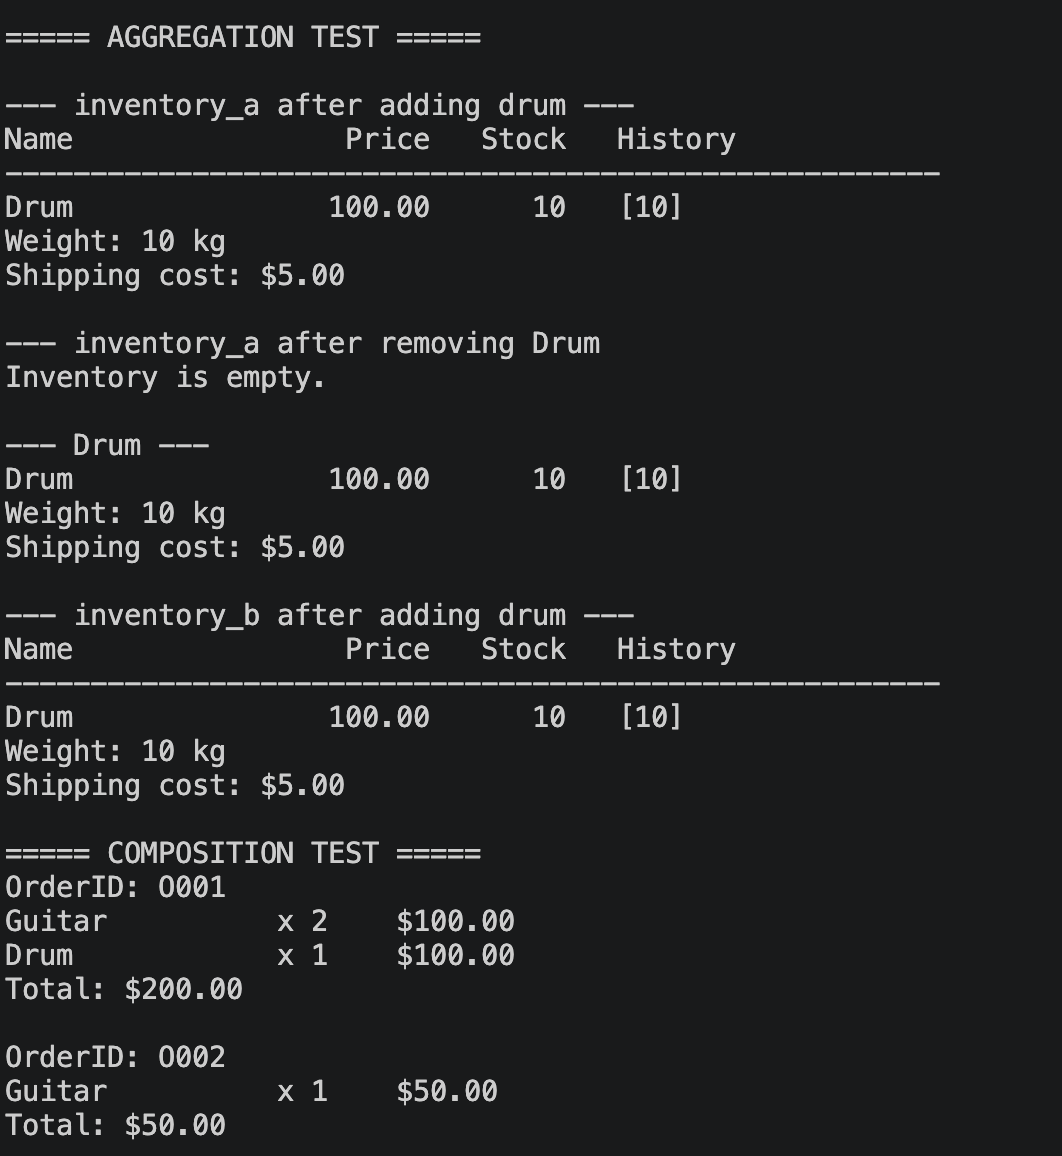 ===== AGGREGATION TEST =====

--- inventory_a after adding drum ---
Name                Price   Stock   History
-------------------------------------------------------
Drum               100.00      10   [10]
Weight: 10 kg
Shipping cost: $5.00

--- inventory_a after removing Drum
Inventory is empty.

--- Drum ---
Drum               100.00      10   [10]
Weight: 10 kg
Shipping cost: $5.00

--- inventory_b after adding drum ---
Name                Price   Stock   History
-------------------------------------------------------
Drum               100.00      10   [10]
Weight: 10 kg
Shipping cost: $5.00

===== COMPOSITION TEST =====
OrderID: O001
Guitar          x 2    $100.00
Drum            x 1    $100.00
Total: $200.00

OrderID: O002
Guitar          x 1    $50.00
Total: $50.00